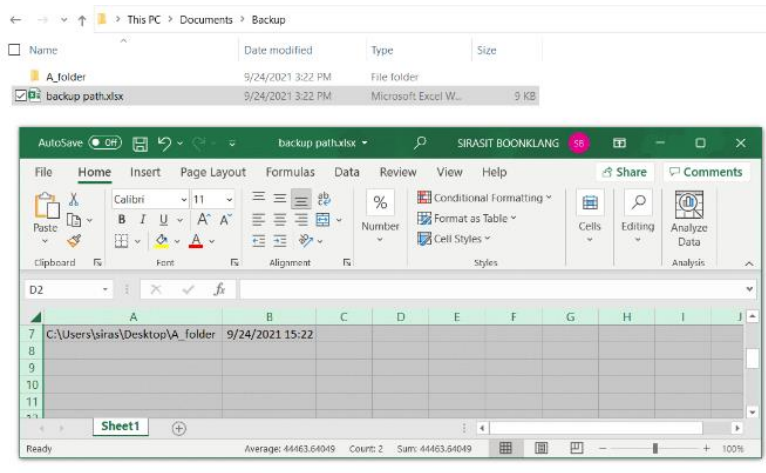 This PC > Documents > Backup
Name Date modified Type Size
A_folder 9/24/2021 3:22 PM File folder
backup path.xlsx 9/24/2021 3:22 PM Microsoft Excel W... 9 KB
AutoSave Off backup path.xlsx SIRASIT BOONKLANG SB
File Home Insert Page Layout Formulas Data Review View Help Share Comments
Calibri 11 ab % Conditional Formatting
Paste B I U A A Number Format as Table Cells Editing Analyze Data
A Cell Styles
Clipboard Font Alignment Styles Analysis
D2 fx
A B C D E F G H I J
7 C:\Users\siras\Desktop\A_folder 9/24/2021 15:22
8
9
10
11
12
Sheet1
Ready Average: 44463.64049 Count: 2 Sum: 44463.64049 100%